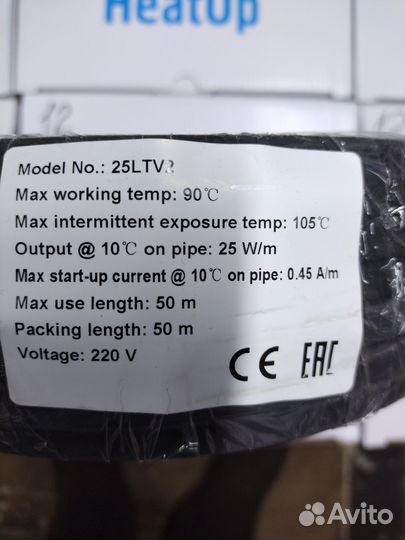 HeatUp
12
Model No.: 25LTV2
Max working temp: 90℃
Max intermittent exposure temp: 105℃
Output @ 10℃ on pipe: 25 W/m
Max start-up current @ 10℃ on pipe: 0.45 A/m
Max use length: 50 m
Packing length: 50 m
Voltage: 220 V
CE EAC
Avito